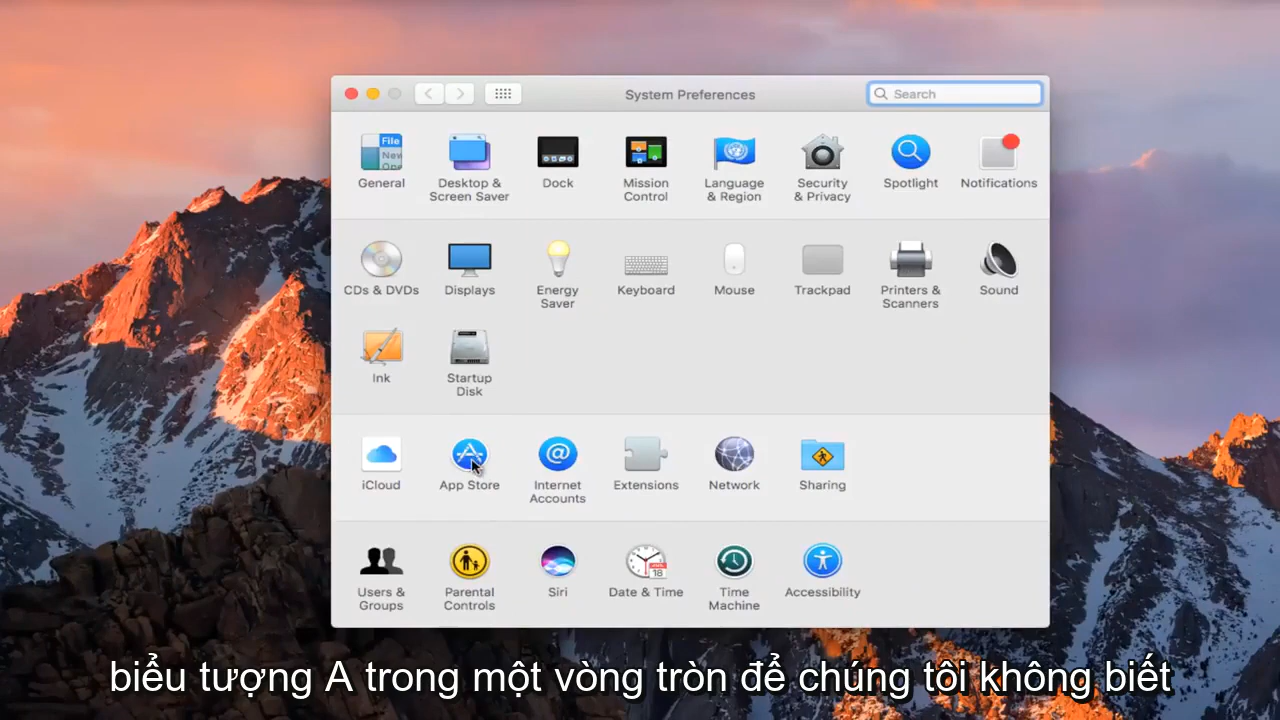 System Preferences
Search
File
New
General
Desktop &
Screen Saver
Dock
Mission
Control
Language
& Region
Security
& Privacy
Spotlight
Notifications
CDs & DVDs
Displays
Energy
Saver
Keyboard
Mouse
Trackpad
Printers &
Scanners
Sound
Ink
Startup
Disk
iCloud
App Store
Internet
Accounts
Extensions
Network
Sharing
Users &
Groups
Parental
Controls
Siri
18
Date & Time
Time
Machine
Accessibility
biểu tượng A trong một vòng tròn để chúng tôi không biết